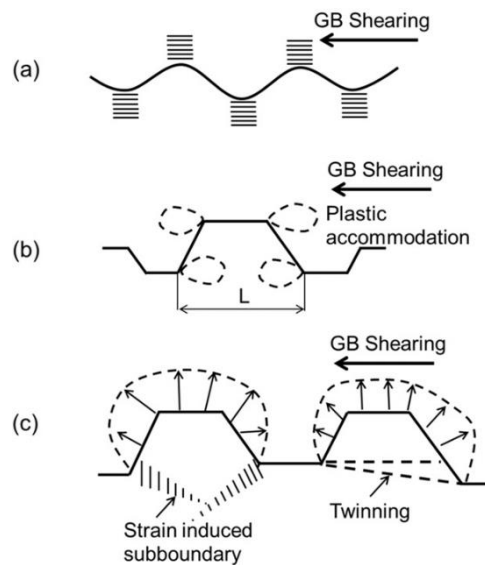 GB Shearing
(a)
GB Shearing
Plastic
accommodation
(b)
L
GB Shearing
(c)
Strain induced
subboundary
Twinning